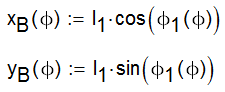 x_B(ϕ) := l_1·cos(ϕ_1(ϕ))
y_B(ϕ) := l_1·sin(ϕ_1(ϕ))